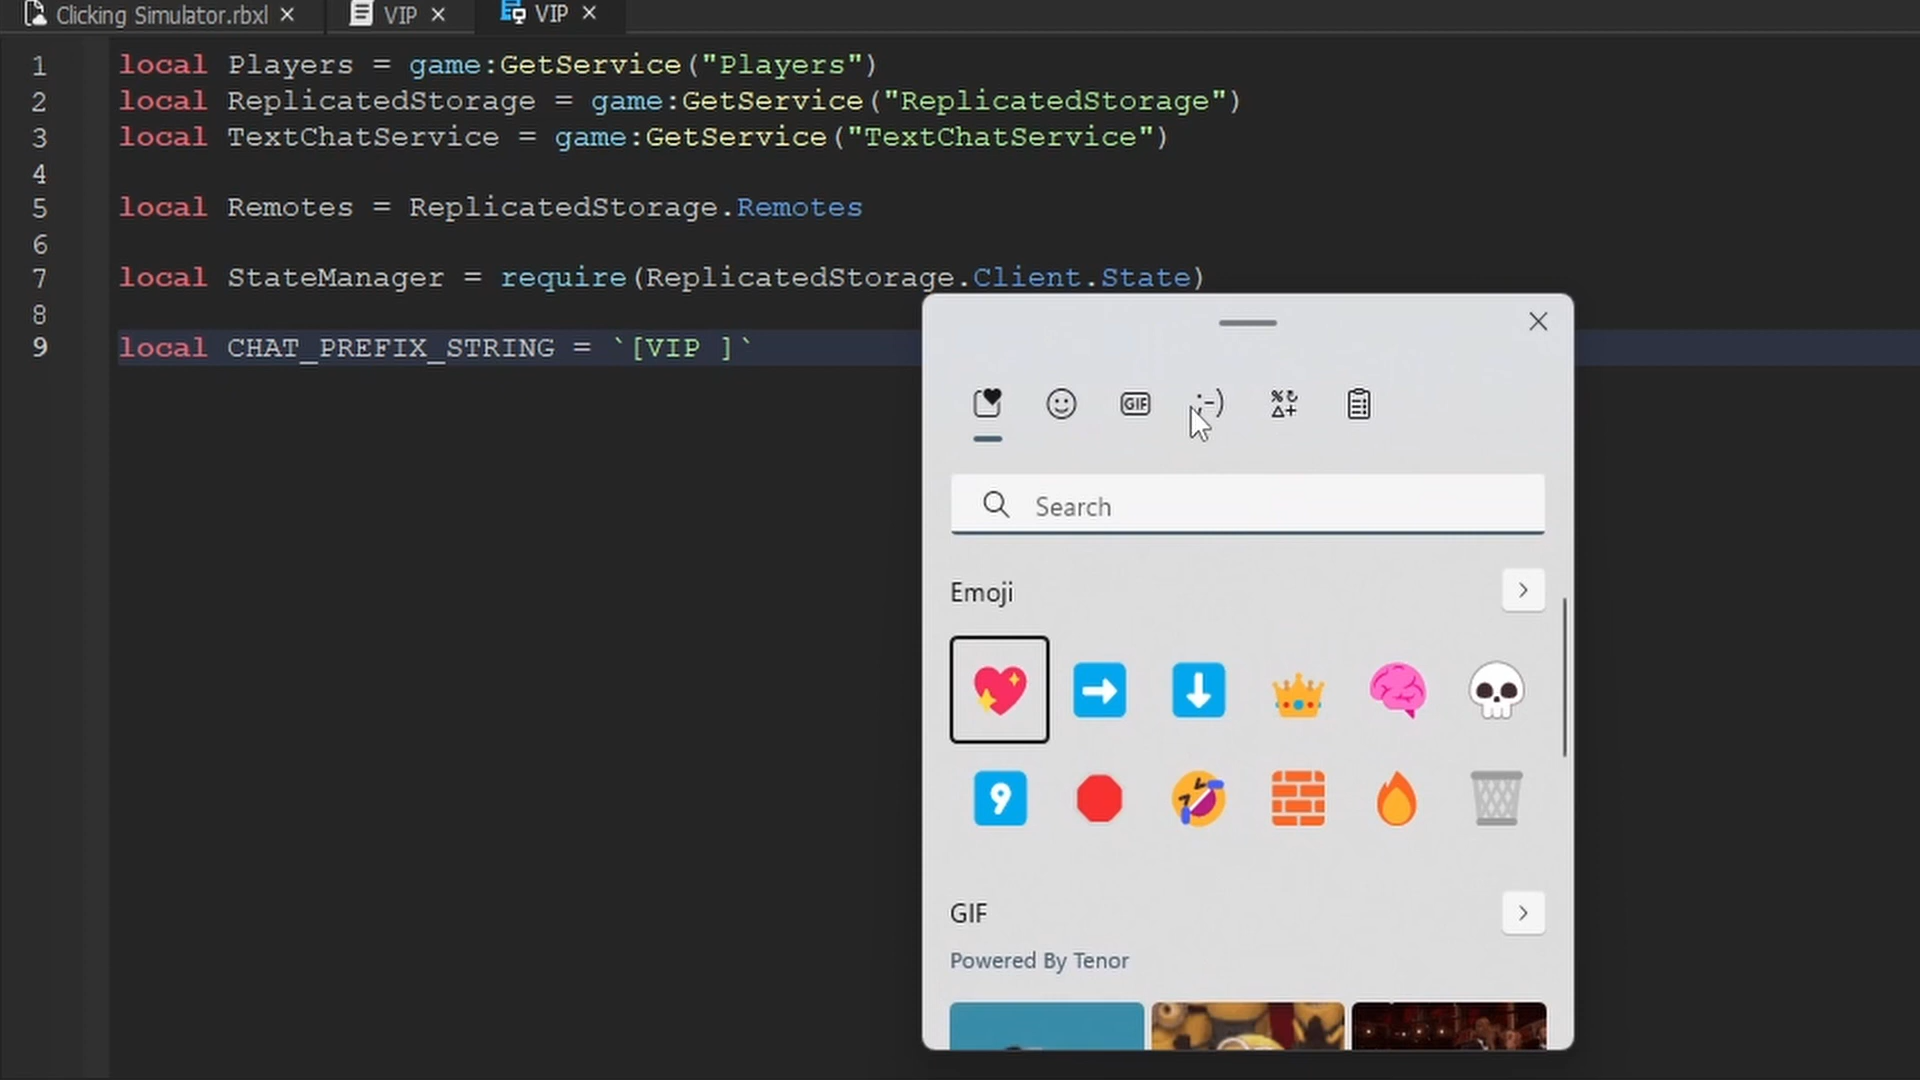 Clicking Simulator.rbxl
VIP
VIP
1 local Players = game:GetService("Players")
2 local ReplicatedStorage = game:GetService("ReplicatedStorage")
3 local TextChatService = game:GetService("TextChatService")
4
5 local Remotes = ReplicatedStorage.Remotes
6
7 local StateManager = require(ReplicatedStorage.Client.State)
8
9 local CHAT_PREFIX_STRING = `[VIP ]`
GIF
;-)
Search
Emoji
9
GIF
Powered By Tenor